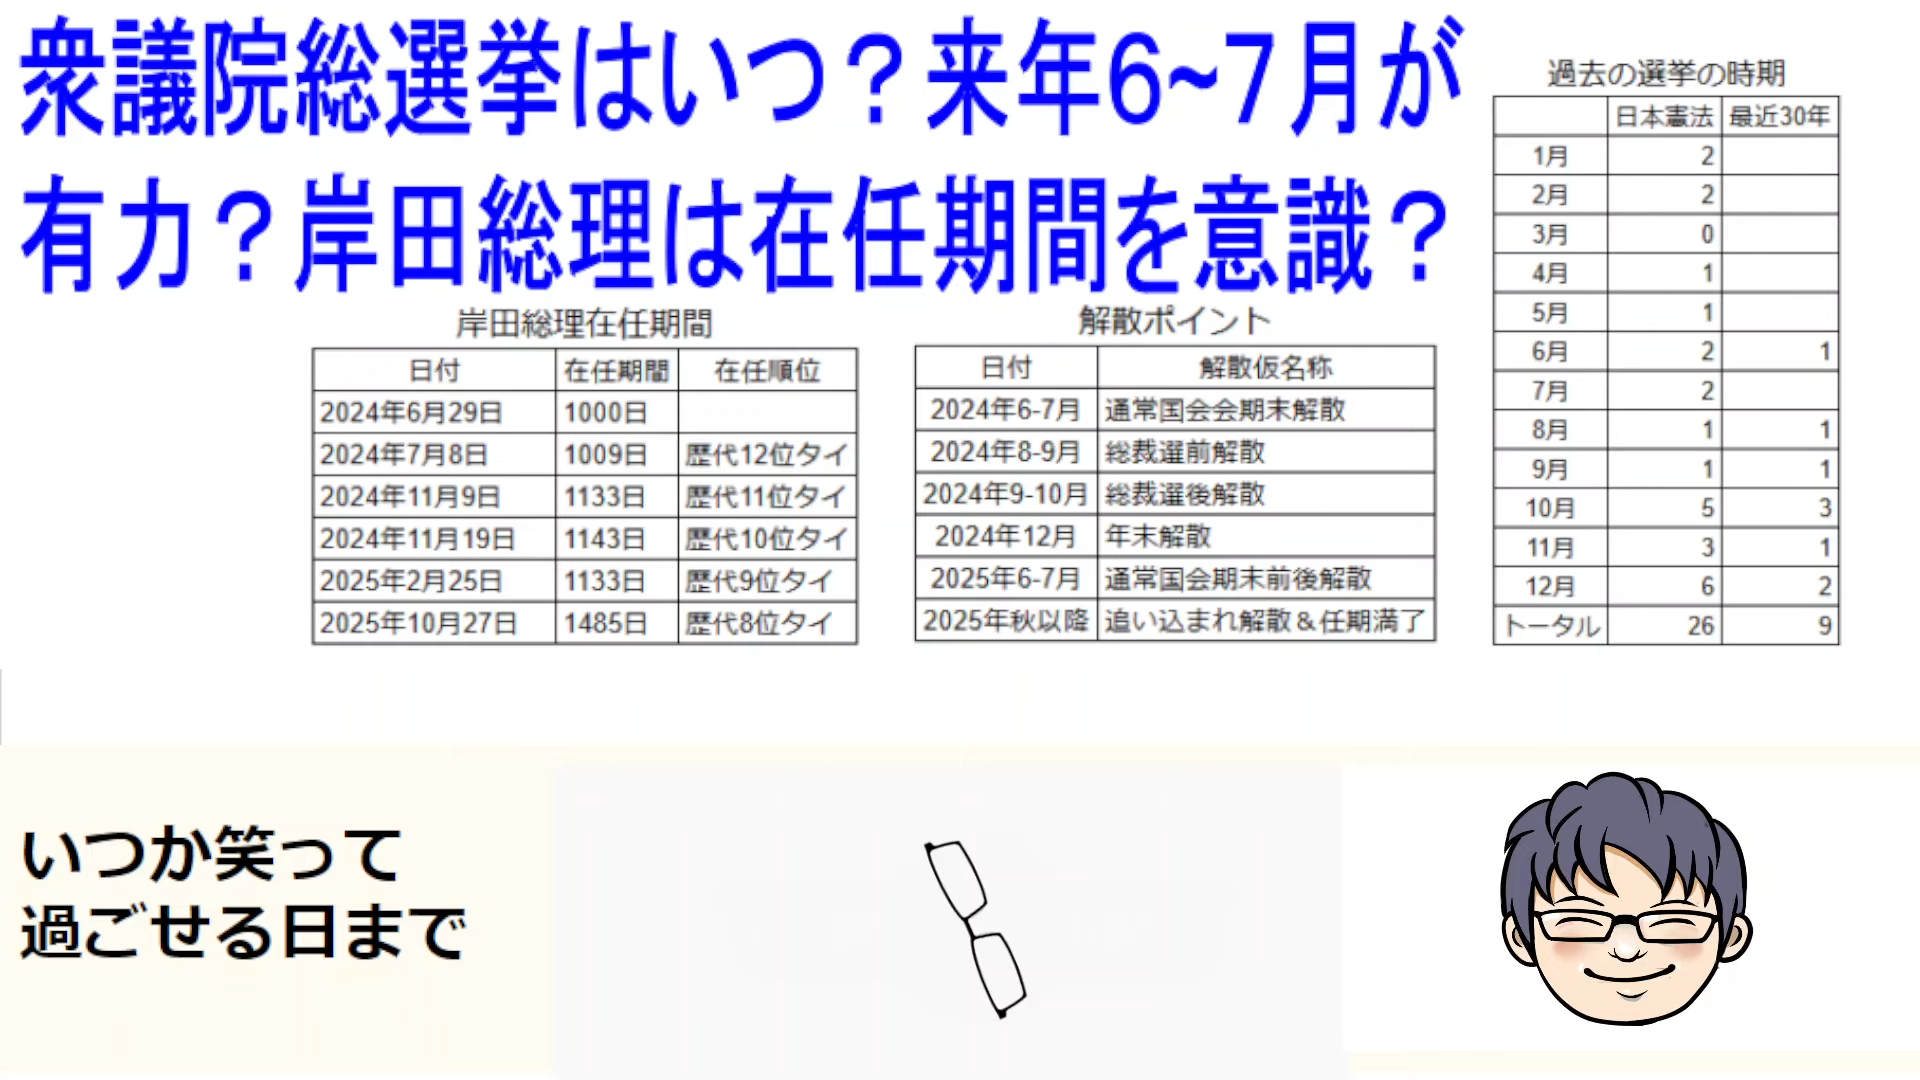 衆議院総選挙はいつ？来年6~7月が
有力？岸田総理は在任期間を意識？
岸田総理在任期間
日付 在任期間 在任順位
2024年6月29日 1000日
2024年7月8日 1009日 歴代12位タイ
2024年11月9日 1133日 歴代11位タイ
2024年11月19日 1143日 歴代10位タイ
2025年2月25日 1133日 歴代9位タイ
2025年10月27日 1485日 歴代8位タイ
解散ポイント
日付 解散仮名称
2024年6-7月 通常国会会期末解散
2024年8-9月 総裁選前解散
2024年9-10月 総裁選後解散
2024年12月 年末解散
2025年6-7月 通常国会期末前後解散
2025年秋以降 追い込まれ解散＆任期満了
過去の選挙の時期
日本憲法 最近30年
1月 2
2月 2
3月 0
4月 1
5月 1
6月 2 1
7月 2
8月 1 1
9月 1 1
10月 5 3
11月 3 1
12月 6 2
トータル 26 9
いつか笑って
過ごせる日まで